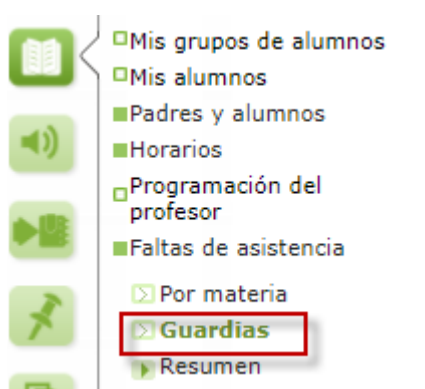 Mis grupos de alumnos
Mis alumnos
Padres y alumnos
Horarios
Programación del
profesor
Faltas de asistencia
Por materia
Guardias
Resumen